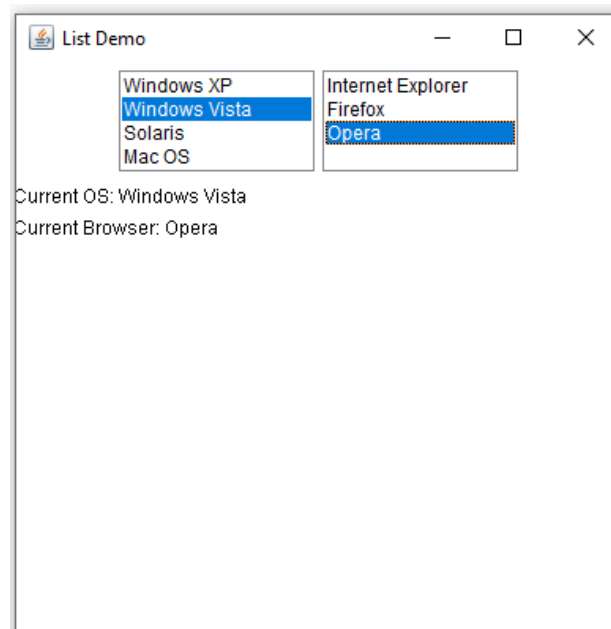 List Demo
Windows XP
Windows Vista
Solaris
Mac OS
Internet Explorer
Firefox
Opera
Current OS: Windows Vista
Current Browser: Opera